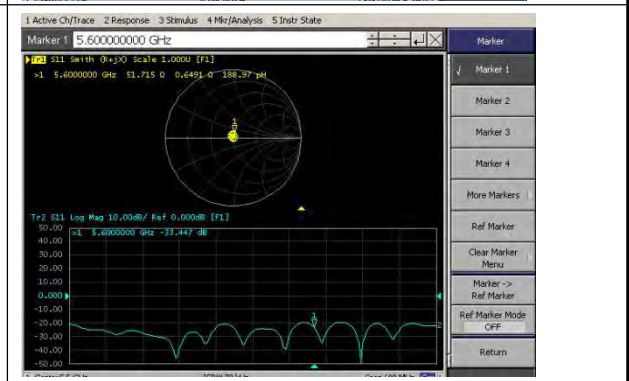 1 Active Ch/Trace 2 Response 3 Stimulus 4 Mkr/Analysis 5 Instr State
Marker 1 5.600000000 GHz
Tr1 S11 Smith (R+jX) Scale 1.000U [F1]
>1 5.6000000 GHz 51.715 Ω 0.6491 Ω 188.97 pH
1
Tr2 S11 Log Mag 10.00dB/ Ref 0.000dB [F1]
50.00
>1 5.6000000 GHz -33.447 dB
40.00
30.00
20.00
10.00
0.000
-10.00
-20.00
-30.00
-40.00
-50.00
1
2
Marker
Marker 1
Marker 2
Marker 3
Marker 4
More Markers
Ref Marker
Clear Marker
Menu
Marker ->
Ref Marker
Ref Marker Mode
OFF
Return